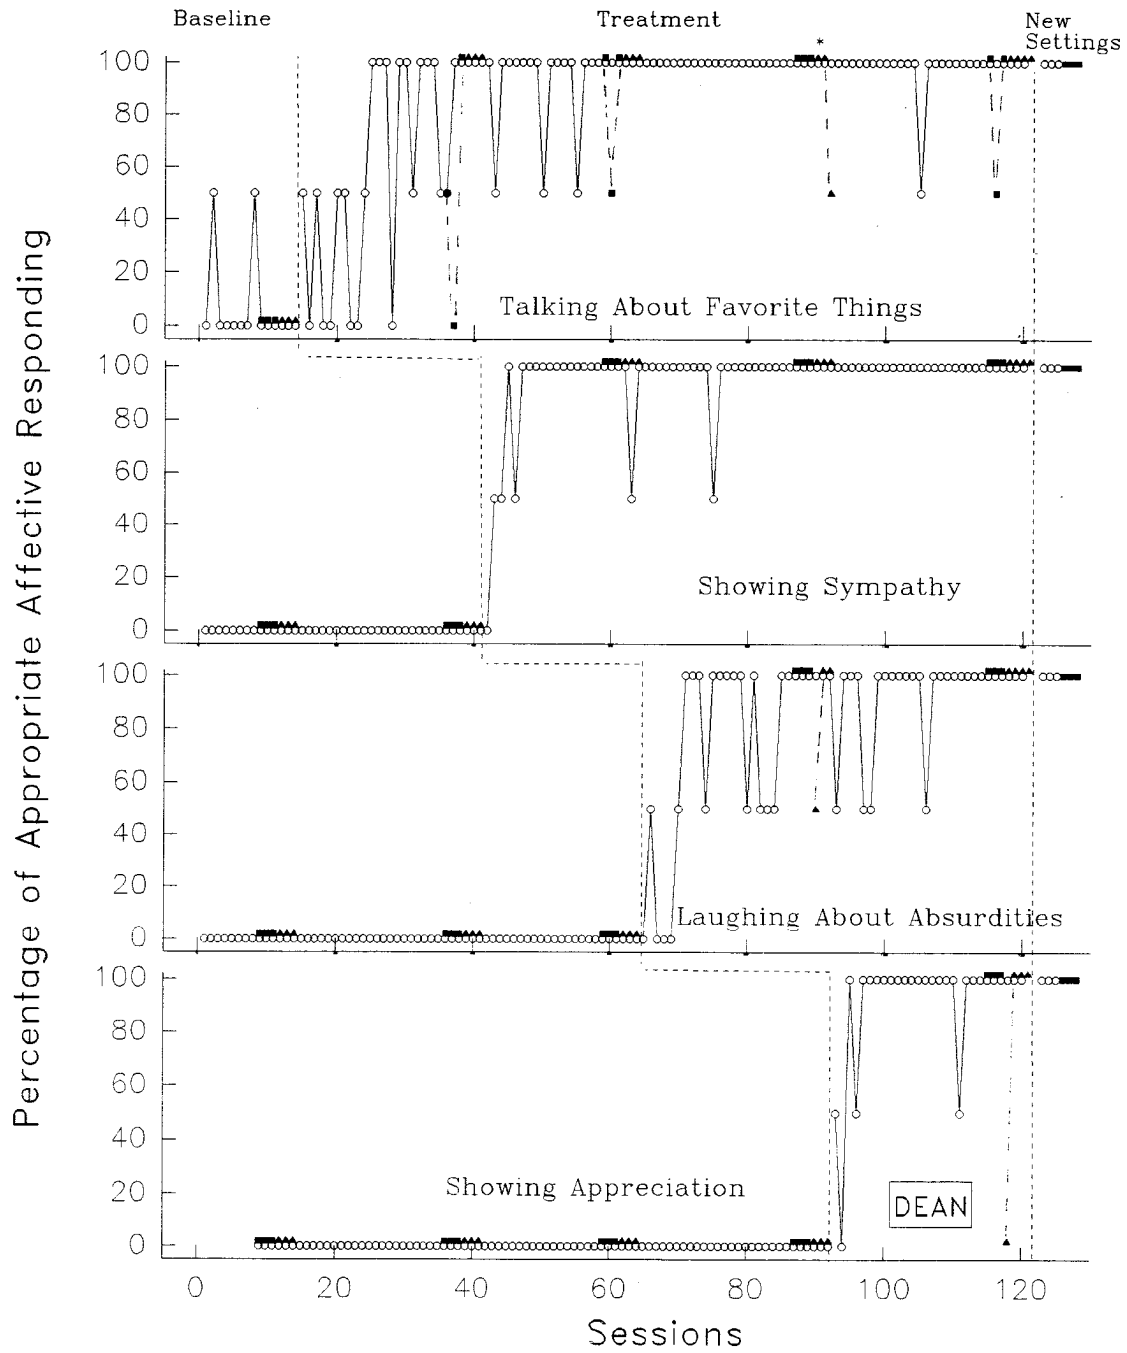 Baseline
Treatment
New
Settings
*
Percentage of Appropriate Affective Responding
100
80
60
40
20
0
Talking About Favorite Things
100
80
60
40
20
0
Showing Sympathy
100
80
60
40
20
0
Laughing About Absurdities
100
80
60
40
20
0
Showing Appreciation
DEAN
0 20 40 60 80 100 120
Sessions